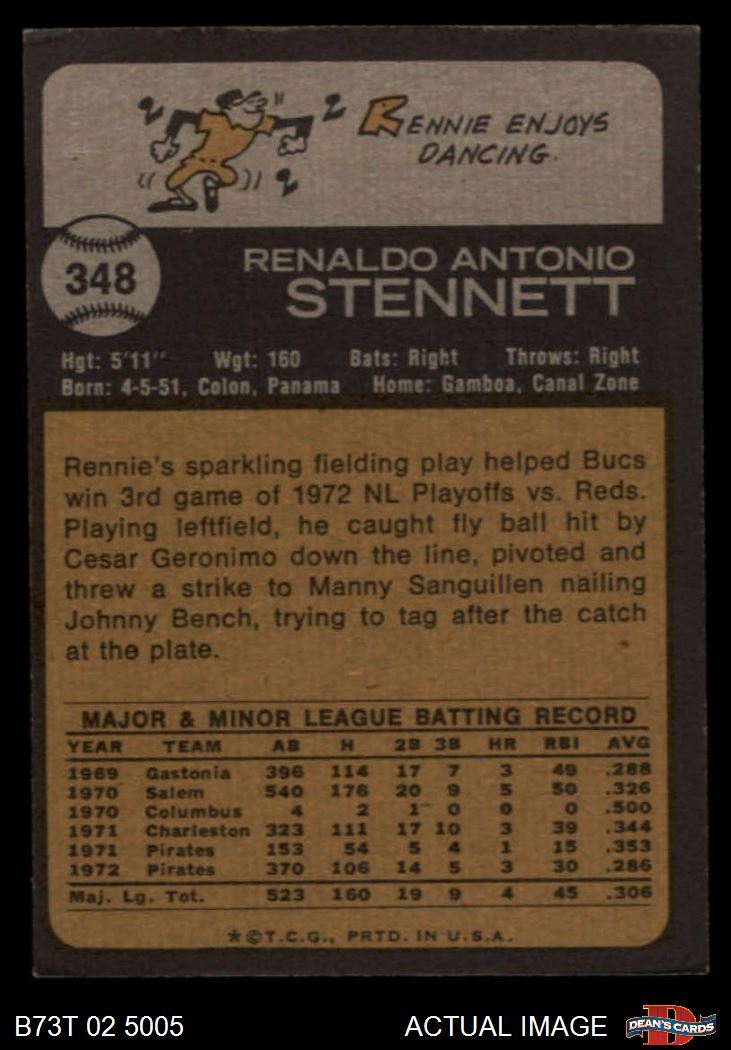 RENNIE ENJOYS
DANCING.
348
RENALDO ANTONIO
STENNETT
Hgt: 5'11" Wgt: 160 Bats: Right Throws: Right
Born: 4-5-51, Colon, Panama Home: Gamboa, Canal Zone
Rennie's sparkling fielding play helped Bucs
win 3rd game of 1972 NL Playoffs vs. Reds.
Playing leftfield, he caught fly ball hit by
Cesar Geronimo down the line, pivoted and
threw a strike to Manny Sanguillen nailing
Johnny Bench, trying to tag after the catch
at the plate.
MAJOR & MINOR LEAGUE BATTING RECORD
YEAR TEAM AB H 2B 3B HR RBI AVG
1969 Gastonia 396 114 17 7 3 49 .288
1970 Salem 540 176 20 9 5 50 .326
1970 Columbus 4 2 1 0 0 0 .500
1971 Charleston 323 111 17 10 3 39 .344
1971 Pirates 153 54 5 4 1 15 .353
1972 Pirates 370 106 14 5 3 30 .286
Maj. Lg. Tot. 523 160 19 9 4 45 .306
*©T.C.G., PRTD. IN U.S.A.
B73T 02 5005 ACTUAL IMAGE
D
DEAN'S CARDS